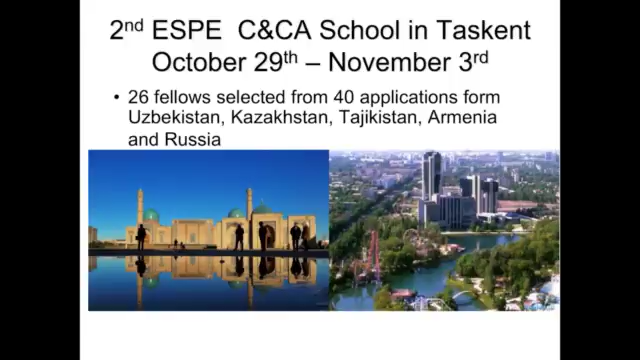 2nd ESPE C&CA School in Taskent
October 29th – November 3rd
• 26 fellows selected from 40 applications form
Uzbekistan, Kazakhstan, Tajikistan, Armenia
and Russia